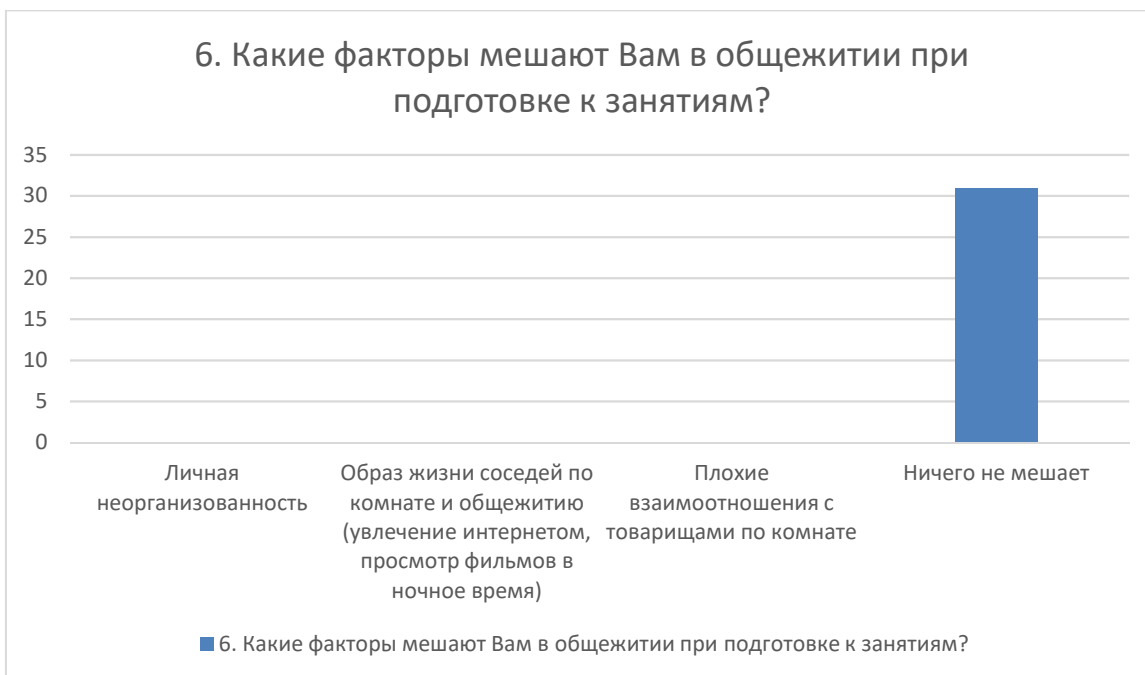 6. Какие факторы мешают Вам в общежитии при
подготовке к занятиям?
35
30
25
20
15
10
5
0
Личная
неорганизованность
Образ жизни соседей по
комнате и общежитию
(увлечение интернетом,
просмотр фильмов в
ночное время)
Плохие
взаимоотношения с
товарищами по комнате
Ничего не мешает
6. Какие факторы мешают Вам в общежитии при подготовке к занятиям?